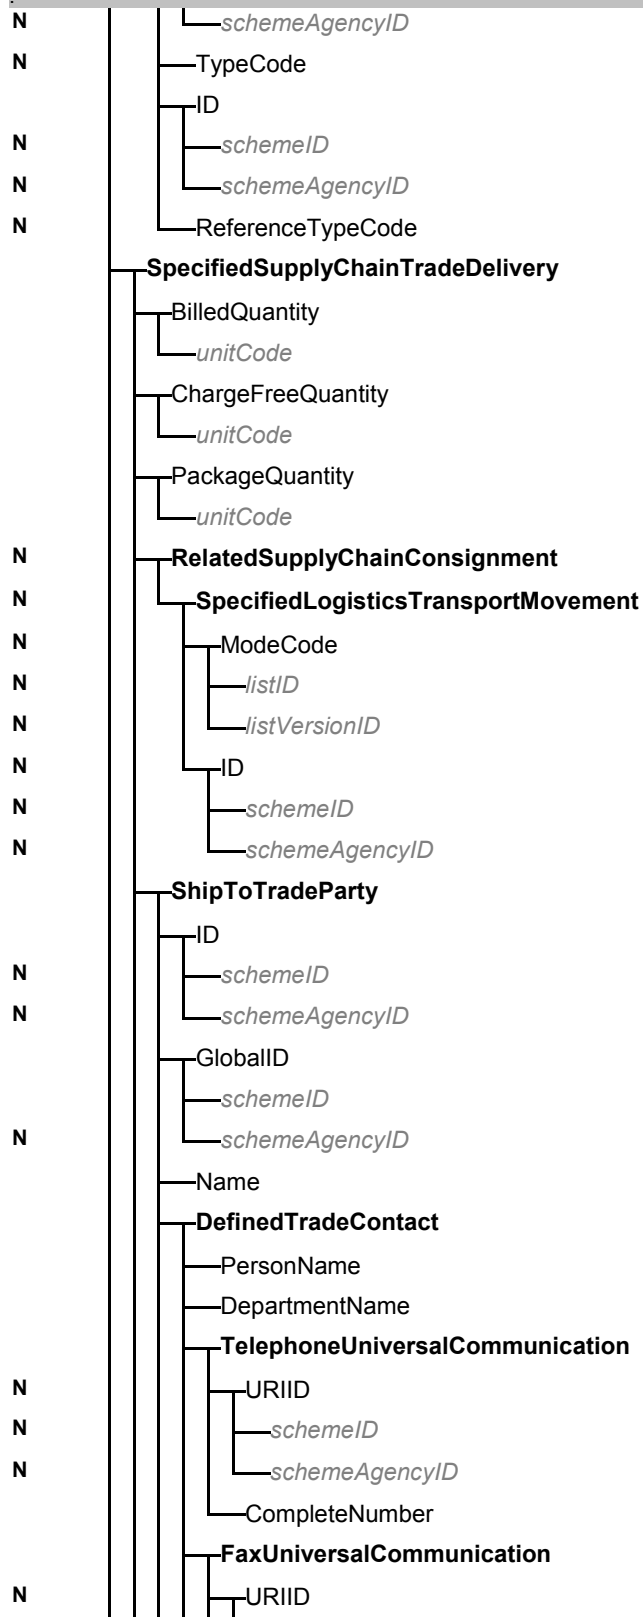 N schemeAgencyID
N TypeCode
ID
N schemeID
N schemeAgencyID
N ReferenceTypeCode
SpecifiedSupplyChainTradeDelivery
BilledQuantity
unitCode
ChargeFreeQuantity
unitCode
PackageQuantity
unitCode
N RelatedSupplyChainConsignment
N SpecifiedLogisticsTransportMovement
N ModeCode
N listID
N listVersionID
N ID
N schemeID
N schemeAgencyID
ShipToTradeParty
ID
N schemeID
N schemeAgencyID
GlobalID
schemeID
N schemeAgencyID
Name
DefinedTradeContact
PersonName
DepartmentName
TelephoneUniversalCommunication
N URIID
N schemeID
N schemeAgencyID
CompleteNumber
FaxUniversalCommunication
N URIID